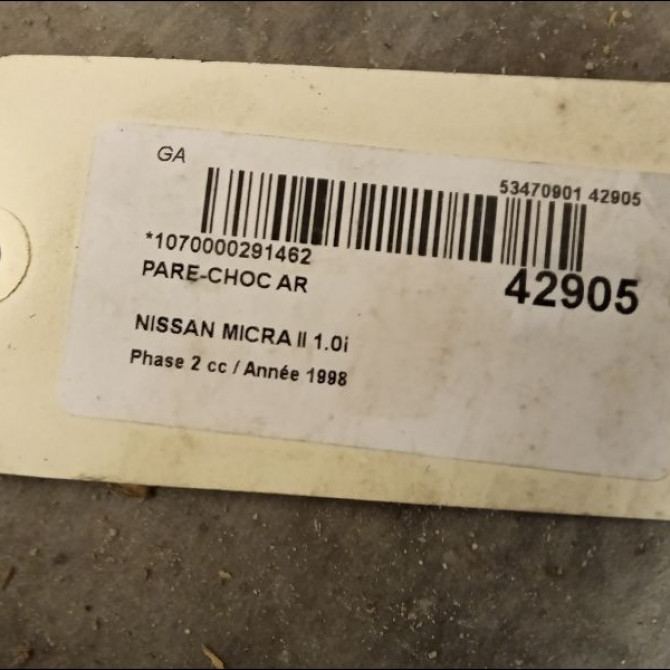 GA
53470901 42905
*1070000291462
42905
PARE-CHOC AR
NISSAN MICRA II 1.0i
Phase 2 cc / Année 1998